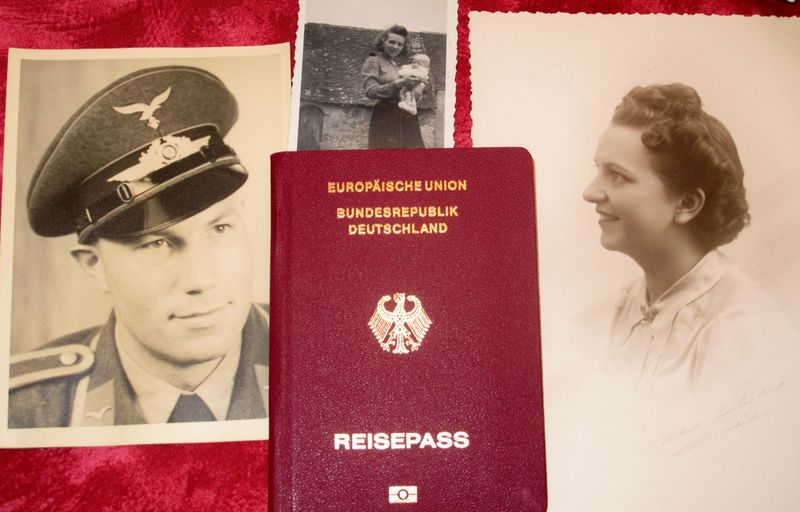 EUROPÄISCHE UNION
BUNDESREPUBLIK
DEUTSCHLAND
REISEPASS